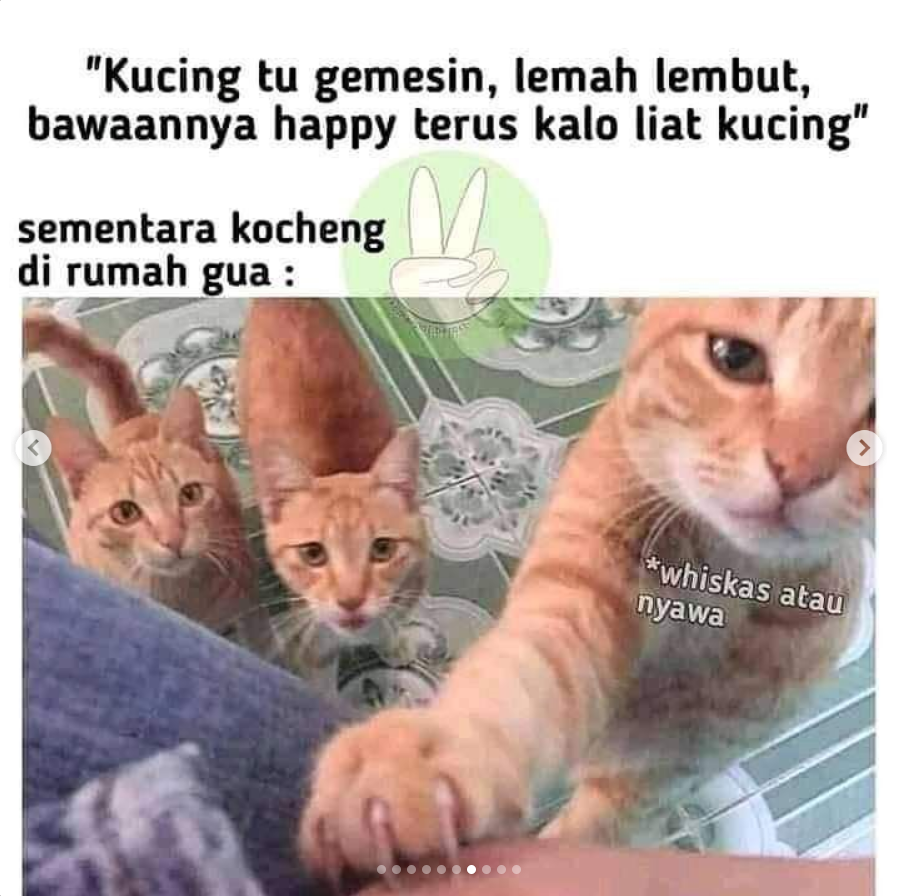 "Kucing tu gemesin, lemah lembut,
bawaannya happy terus kalo liat kucing"
sementara kocheng
di rumah gua :
*whiskas atau
nyawa